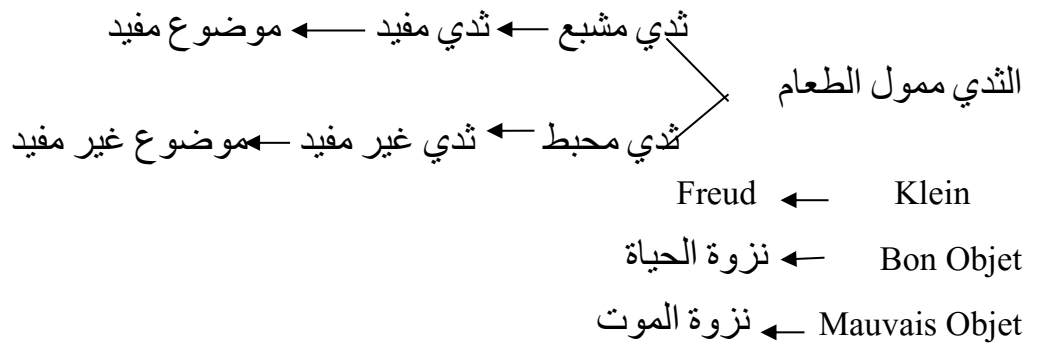 ثدي مشبع ← ثدي مفيد ← موضوع مفيد
الثدي ممول الطعام
ثدي محبط ← ثدي غير مفيد ← موضوع غير مفيد
Klein ← Freud
Bon Objet ← نزوة الحياة
Mauvais Objet ← نزوة الموت